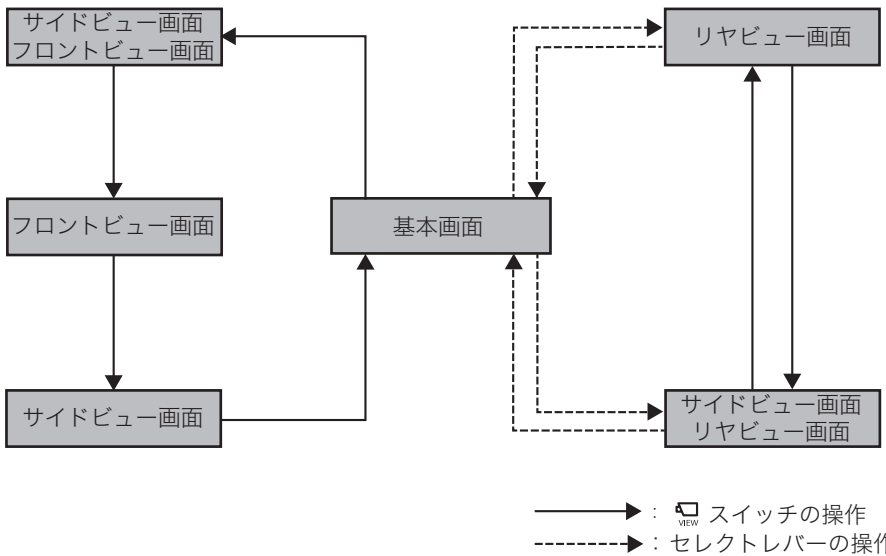 サイドビュー画面
フロントビュー画面
リヤビュー画面
フロントビュー画面
基本画面
サイドビュー画面
サイドビュー画面
リヤビュー画面
: VIEW スイッチの操作
: セレクトレバーの操作